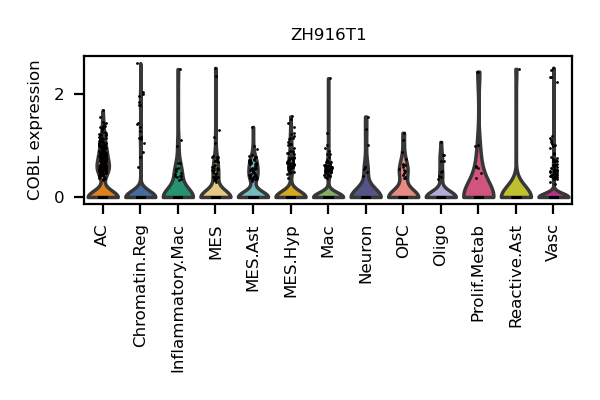 ZH916T1
COBL expression
2
0
AC
Chromatin.Reg
Inflammatory.Mac
MES
MES.Ast
MES.Hyp
Mac
Neuron
OPC
Oligo
Prolif.Metab
Reactive.Ast
Vasc